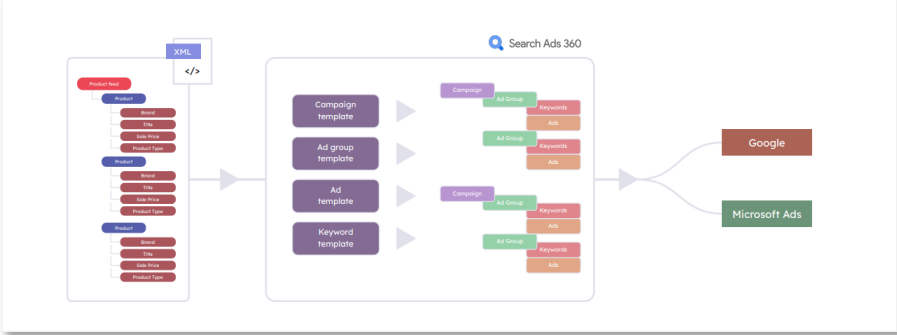 XML
</>
Product feed
Product
Brand
Title
Sale Price
Product Type
Product
Brand
Title
Sale Price
Product Type
Product
Brand
Title
Sale Price
Product Type
Search Ads 360
Campaign
template
Ad group
template
Ad
template
Keyword
template
Campaign
Ad Group
Keywords
Ads
Ad Group
Keywords
Ads
Campaign
Ad Group
Keywords
Ads
Ad Group
Keywords
Ads
Google
Microsoft Ads